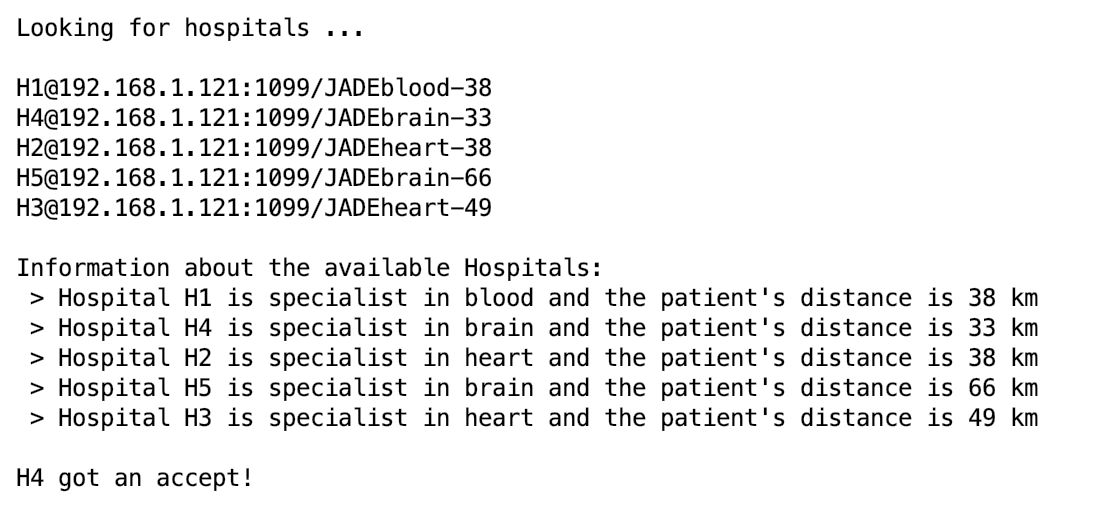 Looking for hospitals ...
H1@192.168.1.121:1099/JADEblood-38
H4@192.168.1.121:1099/JADEbrain-33
H2@192.168.1.121:1099/JADEheart-38
H5@192.168.1.121:1099/JADEbrain-66
H3@192.168.1.121:1099/JADEheart-49
Information about the available Hospitals:
> Hospital H1 is specialist in blood and the patient's distance is 38 km
> Hospital H4 is specialist in brain and the patient's distance is 33 km
> Hospital H2 is specialist in heart and the patient's distance is 38 km
> Hospital H5 is specialist in brain and the patient's distance is 66 km
> Hospital H3 is specialist in heart and the patient's distance is 49 km
H4 got an accept!